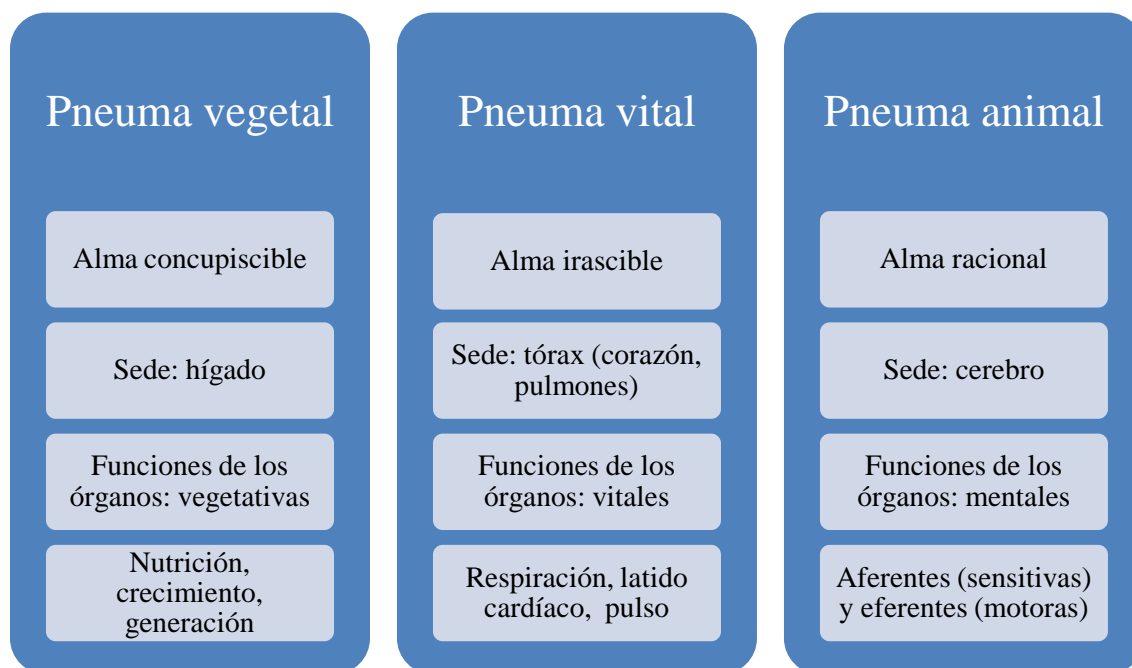 Pneuma vegetal
Alma concupiscible
Sede: hígado
Funciones de los
órganos: vegetativas
Nutrición,
crecimiento,
generación
Pneuma vital
Alma irascible
Sede: tórax (corazón,
pulmones)
Funciones de los
órganos: vitales
Respiración, latido
cardíaco, pulso
Pneuma animal
Alma racional
Sede: cerebro
Funciones de los
órganos: mentales
Aferentes (sensitivas)
y eferentes (motoras)